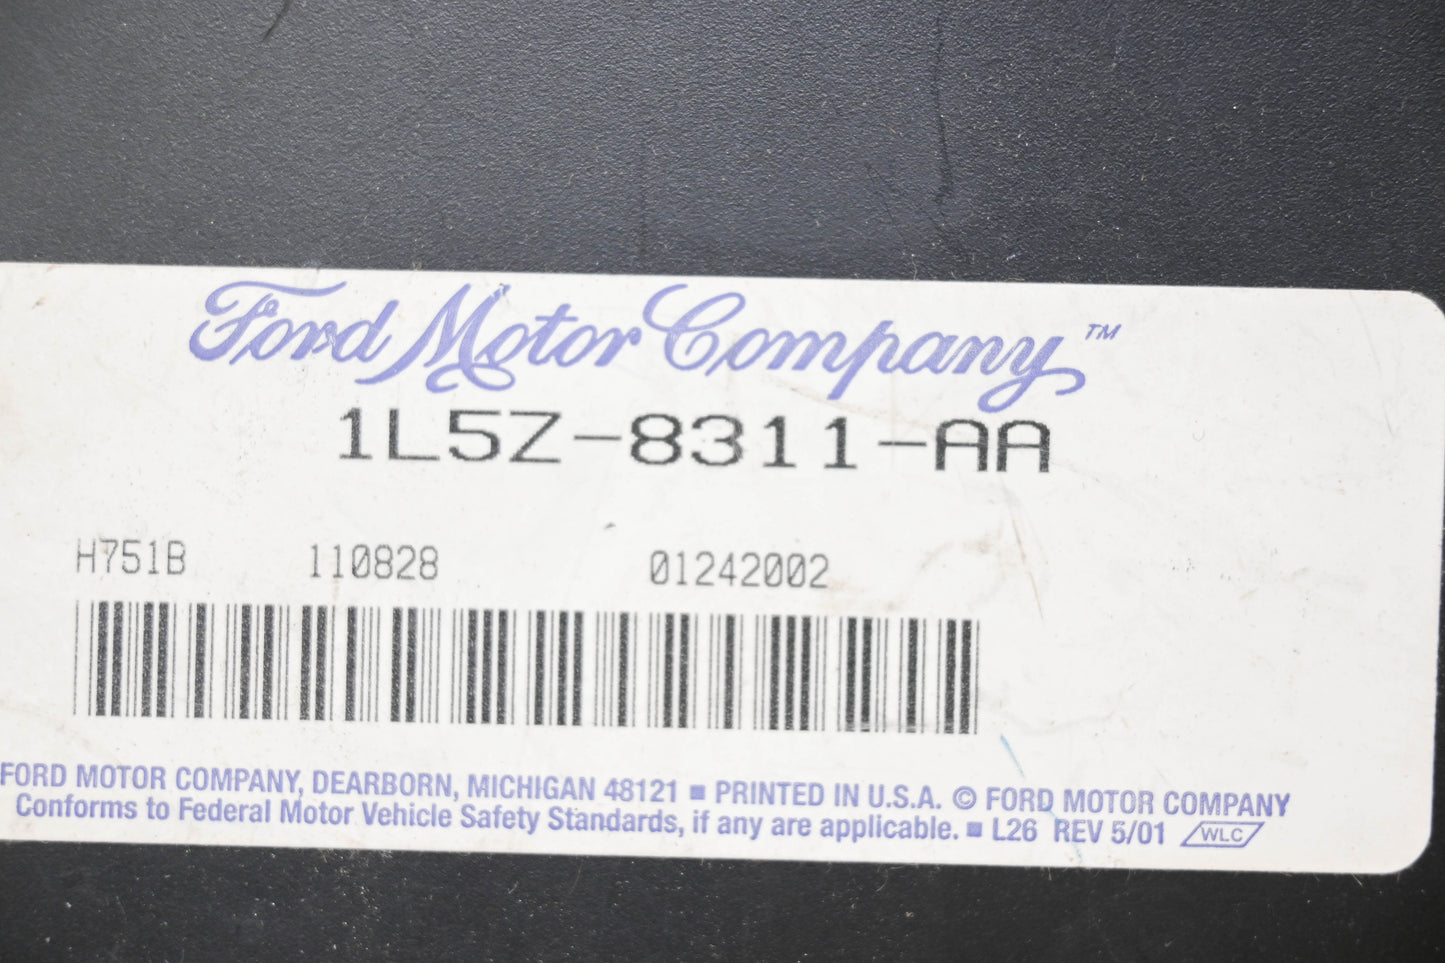 Ford Motor Company™
1L5Z-8311-AA
H751B 110828 01242002
FORD MOTOR COMPANY, DEARBORN, MICHIGAN 48121 ■ PRINTED IN U.S.A. © FORD MOTOR COMPANY
Conforms to Federal Motor Vehicle Safety Standards, if any are applicable. ■ L26 REV 5/01 WLC